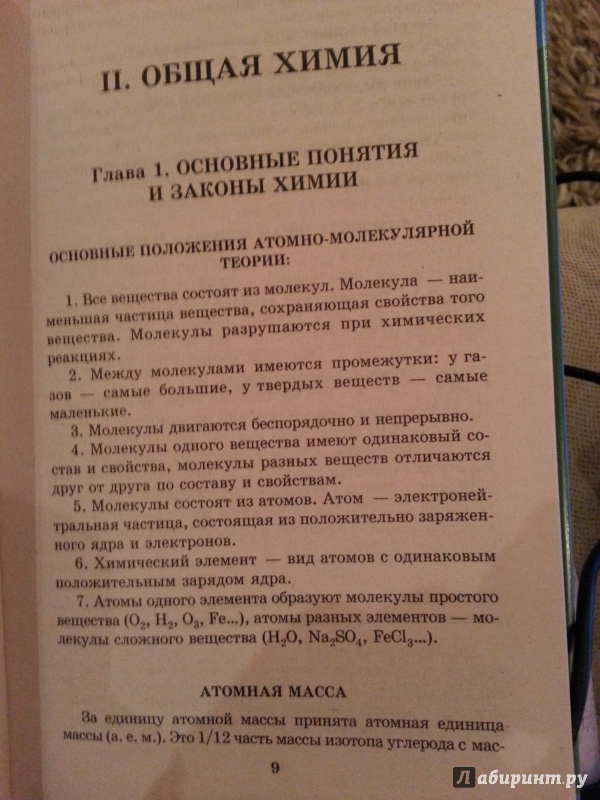 II. ОБЩАЯ ХИМИЯ
Глава 1. ОСНОВНЫЕ ПОНЯТИЯ
И ЗАКОНЫ ХИМИИ
ОСНОВНЫЕ ПОЛОЖЕНИЯ АТОМНО-МОЛЕКУЛЯРНОЙ
ТЕОРИИ:
1. Все вещества состоят из молекул. Молекула — наи-
меньшая частица вещества, сохраняющая свойства того
вещества. Молекулы разрушаются при химических
реакциях.
2. Между молекулами имеются промежутки: у га-
зов — самые большие, у твердых веществ — самые
маленькие.
3. Молекулы двигаются беспорядочно и непрерывно.
4. Молекулы одного вещества имеют одинаковый со-
став и свойства, молекулы разных веществ отличаются
друг от друга по составу и свойствам.
5. Молекулы состоят из атомов. Атом — электроней-
тральная частица, состоящая из положительно заряжен-
ного ядра и электронов.
6. Химический элемент — вид атомов с одинаковым
положительным зарядом ядра.
7. Атомы одного элемента образуют молекулы простого
вещества (O₂, H₂, O₃, Fe...), атомы разных элементов — мо-
лекулы сложного вещества (H₂O, Na₂SO₄, FeCl₃...).
АТОМНАЯ МАССА
За единицу атомной массы принята атомная единица
массы (а. е. м.). Это 1/12 часть массы изотопа углерода с мас-
9
Лабиринт.ру